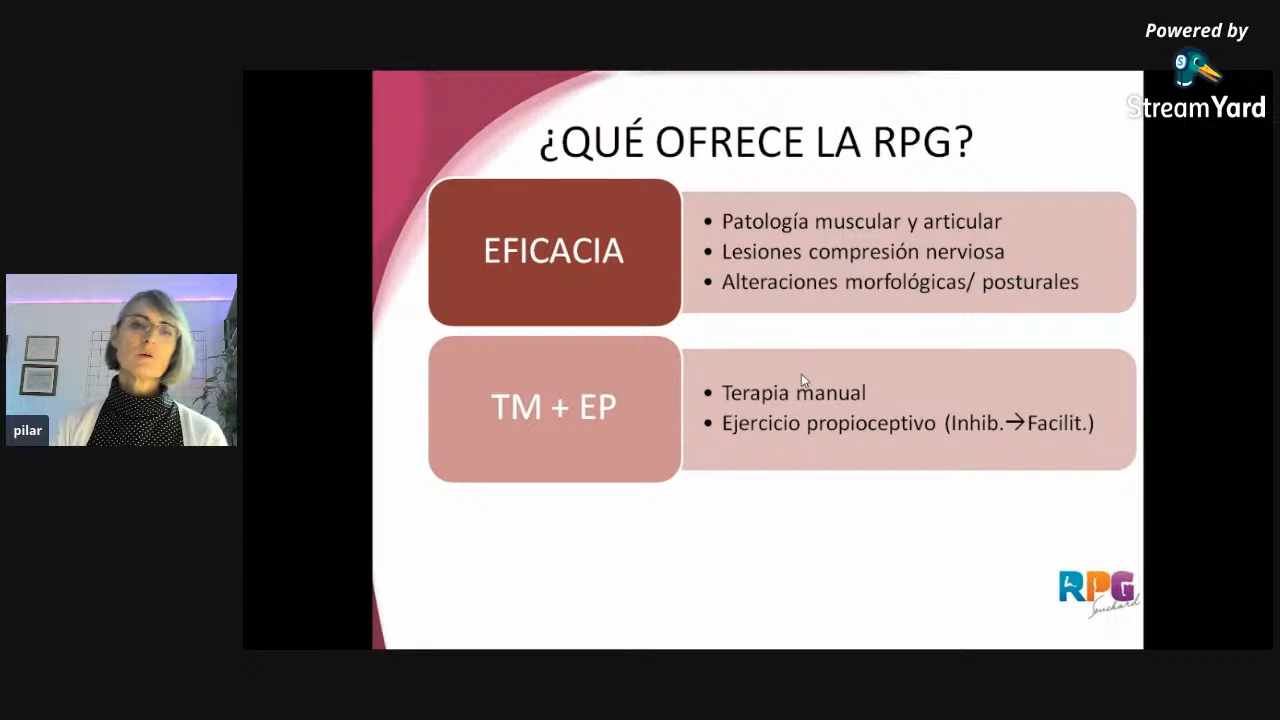 Powered by
StreamYard
¿QUÉ OFRECE LA RPG?
EFICACIA
• Patología muscular y articular
• Lesiones compresión nerviosa
• Alteraciones morfológicas/ posturales
TM + EP
• Terapia manual
• Ejercicio propioceptivo (Inhib.→Facilit.)
pilar
RPG
Souchard